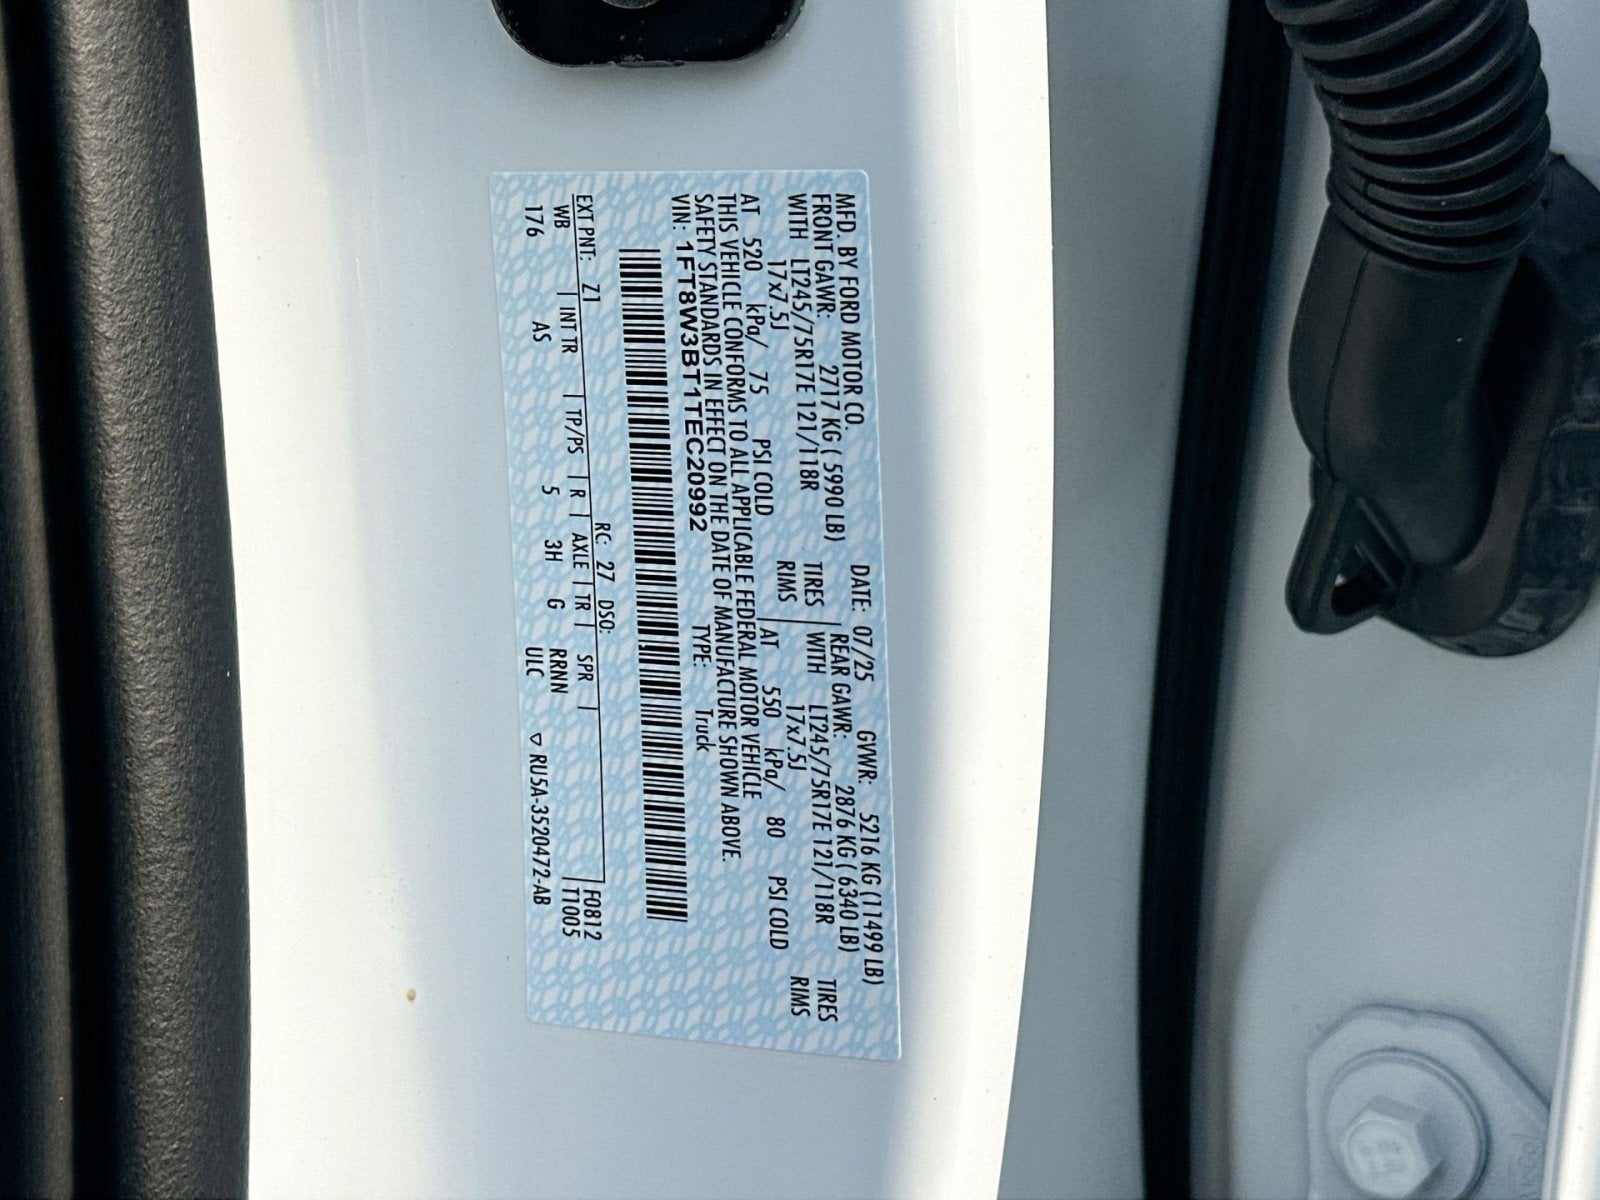 MFD. BY FORD MOTOR CO. DATE: 07/25 GVWR: 5216 KG (11499 LB)
FRONT GAWR: 2717 KG ( 5990 LB) REAR GAWR: 2876 KG ( 6340 LB)
WITH LT245/75R17E 121/118R TIRES WITH LT245/75R17E 121/118R TIRES
17x7.5J RIMS 17x7.5J RIMS
AT 520 kPa/ 75 PSI COLD AT 550 kPa/ 80 PSI COLD
THIS VEHICLE CONFORMS TO ALL APPLICABLE FEDERAL MOTOR VEHICLE
SAFETY STANDARDS IN EFFECT ON THE DATE OF MANUFACTURE SHOWN ABOVE.
VIN: 1FT8W3BT1TEC20992 TYPE: Truck
F0812
T1005
EXT PNT: Z1 RC: 27 DSO:
WB | INT TR | TP/PS | R | AXLE | TR | SPR |
176 AS 5 3H G RRNN
ULC ▽ RU5A-3520472-AB